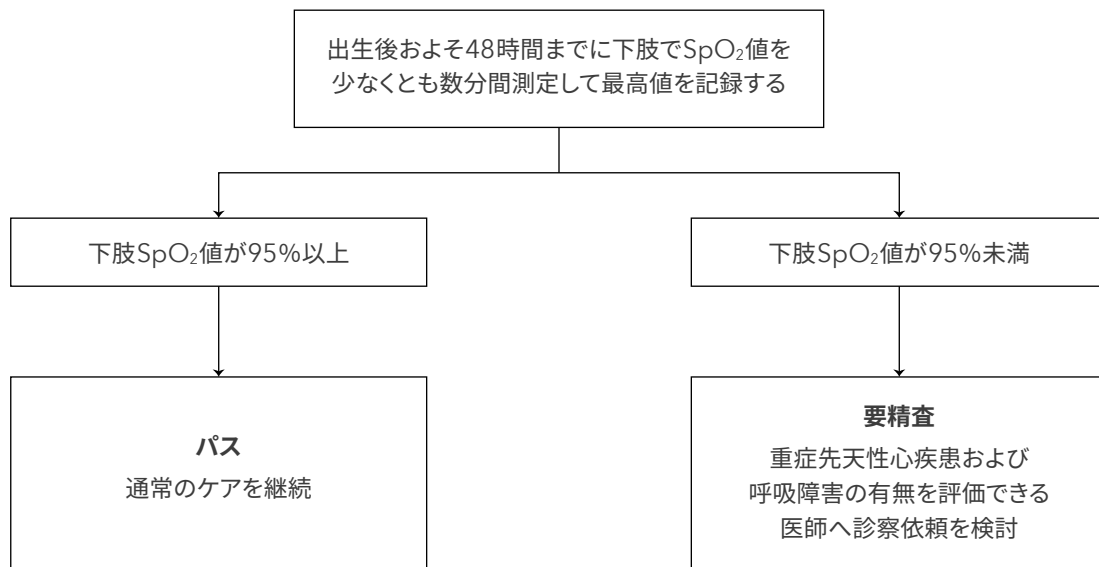 出生後およそ48時間までに下肢でSpO₂値を
少なくとも数分間測定して最高値を記録する
下肢SpO₂値が95%以上
下肢SpO₂値が95%未満
パス
通常のケアを継続
要精査
重症先天性心疾患および
呼吸障害の有無を評価できる
医師へ診察依頼を検討